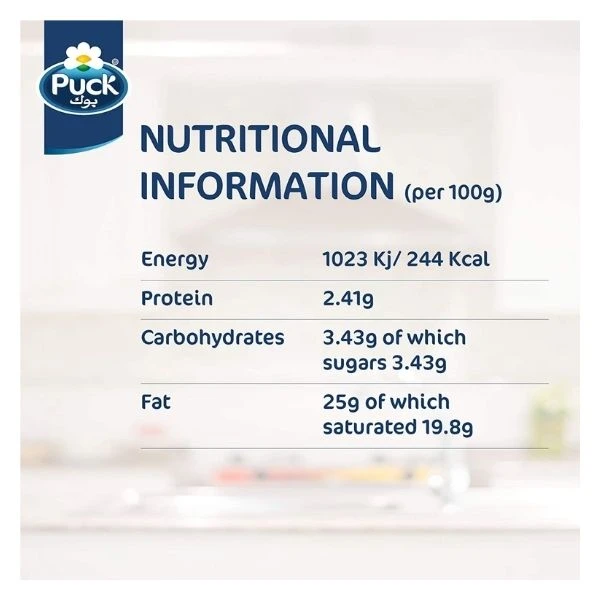 Puck®
بوك
NUTRITIONAL
INFORMATION (per 100g)
Energy 1023 Kj/ 244 Kcal
Protein 2.41g
Carbohydrates 3.43g of which
sugars 3.43g
Fat 25g of which
saturated 19.8g